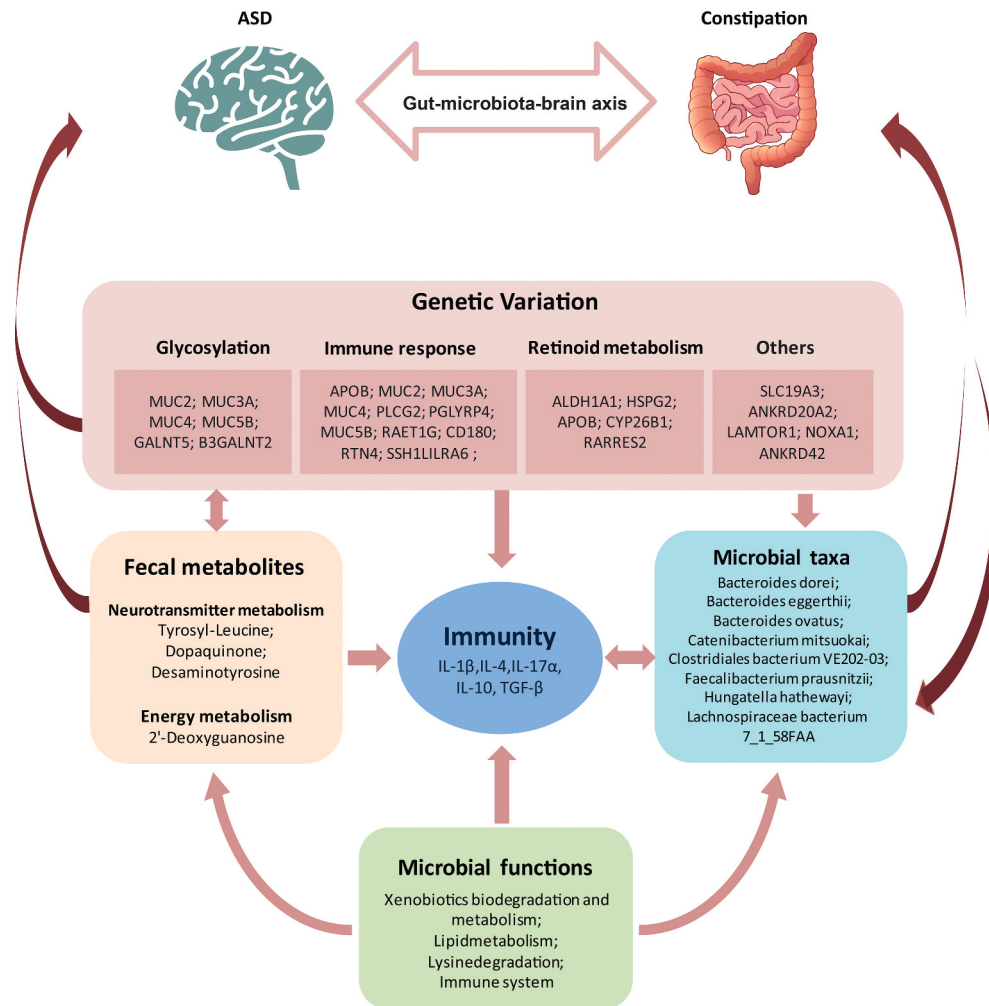 ASD
Constipation
Gut-microbiota-brain axis
Genetic Variation
Glycosylation
MUC2; MUC3A;
MUC4; MUC5B;
GALNT5; B3GALNT2
Immune response
APOB; MUC2; MUC3A;
MUC4; PLCG2; PGLYRP4;
MUC5B; RAET1G; CD180;
RTN4; SSH1LILRA6 ;
Retinoid metabolism
ALDH1A1; HSPG2;
APOB; CYP26B1;
RARRES2
Others
SLC19A3;
ANKRD20A2;
LAMTOR1; NOXA1;
ANKRD42
Fecal metabolites
Neurotransmitter metabolism
Tyrosyl-Leucine;
Dopaquinone;
Desaminotyrosine
Energy metabolism
2'-Deoxyguanosine
Immunity
IL-1β,IL-4,IL-17α,
IL-10, TGF-β
Microbial taxa
Bacteroides dorei;
Bacteroides eggerthii;
Bacteroides ovatus;
Catenibacterium mitsuokai;
Clostridiales bacterium VE202-03;
Faecalibacterium prausnitzii;
Hungatella hathewayi;
Lachnospiraceae bacterium
7_1_58FAA
Microbial functions
Xenobiotics biodegradation and
metabolism;
Lipidmetabolism;
Lysinedegradation;
Immune system